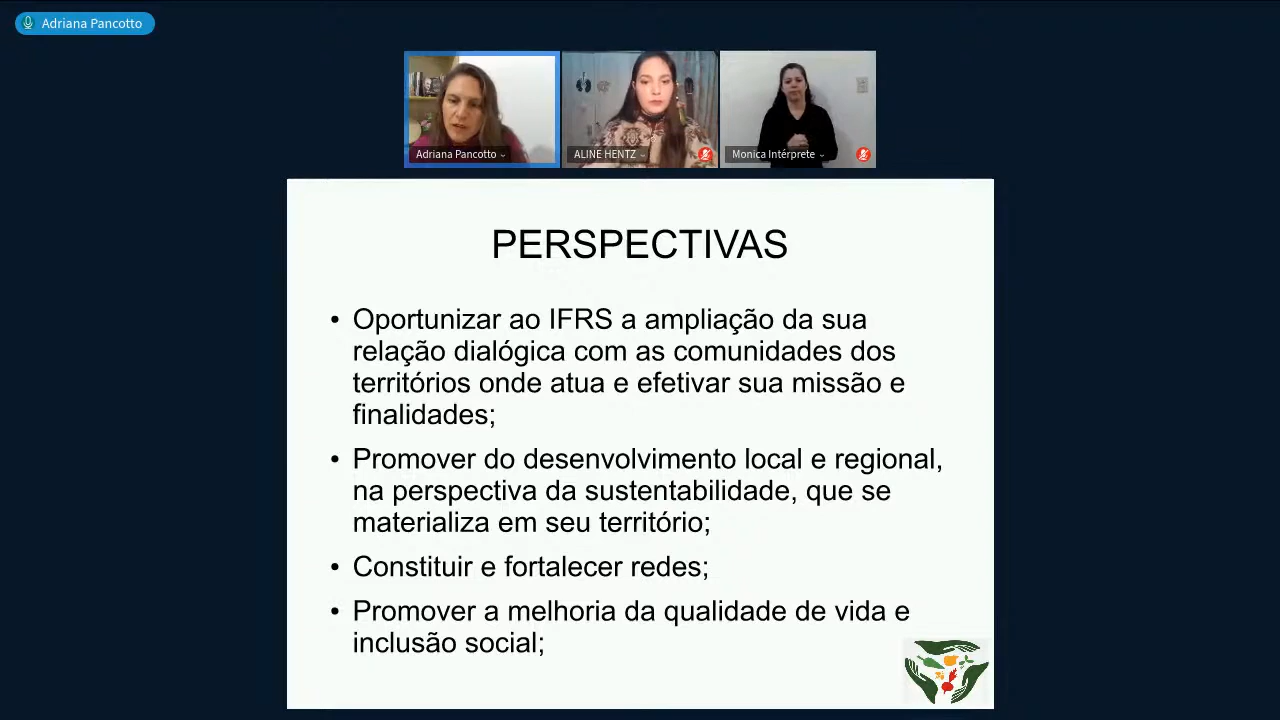 Adriana Pancotto
Adriana Pancotto
ALINE HENTZ
Monica Intérprete
PERSPECTIVAS
• Oportunizar ao IFRS a ampliação da sua
relação dialógica com as comunidades dos
territórios onde atua e efetivar sua missão e
finalidades;
• Promover do desenvolvimento local e regional,
na perspectiva da sustentabilidade, que se
materializa em seu território;
• Constituir e fortalecer redes;
• Promover a melhoria da qualidade de vida e
inclusão social;